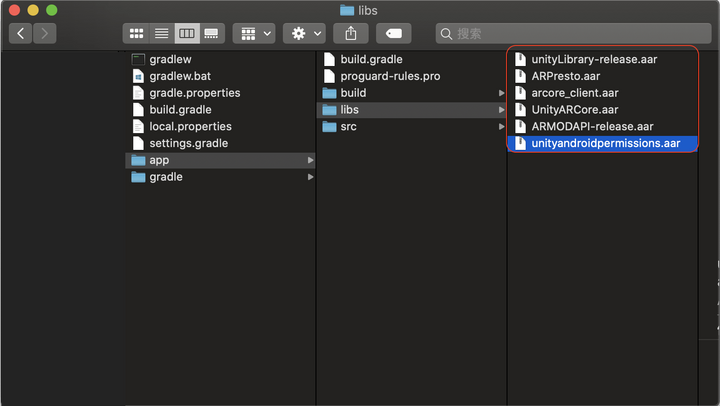 libs
搜索
gradlew
gradlew.bat
gradle.properties
build.gradle
local.properties
settings.gradle
app
gradle
build.gradle
proguard-rules.pro
build
libs
src
unityLibrary-release.aar
ARPresto.aar
arcore_client.aar
UnityARCore.aar
ARMODAPI-release.aar
unityandroidpermissions.aar